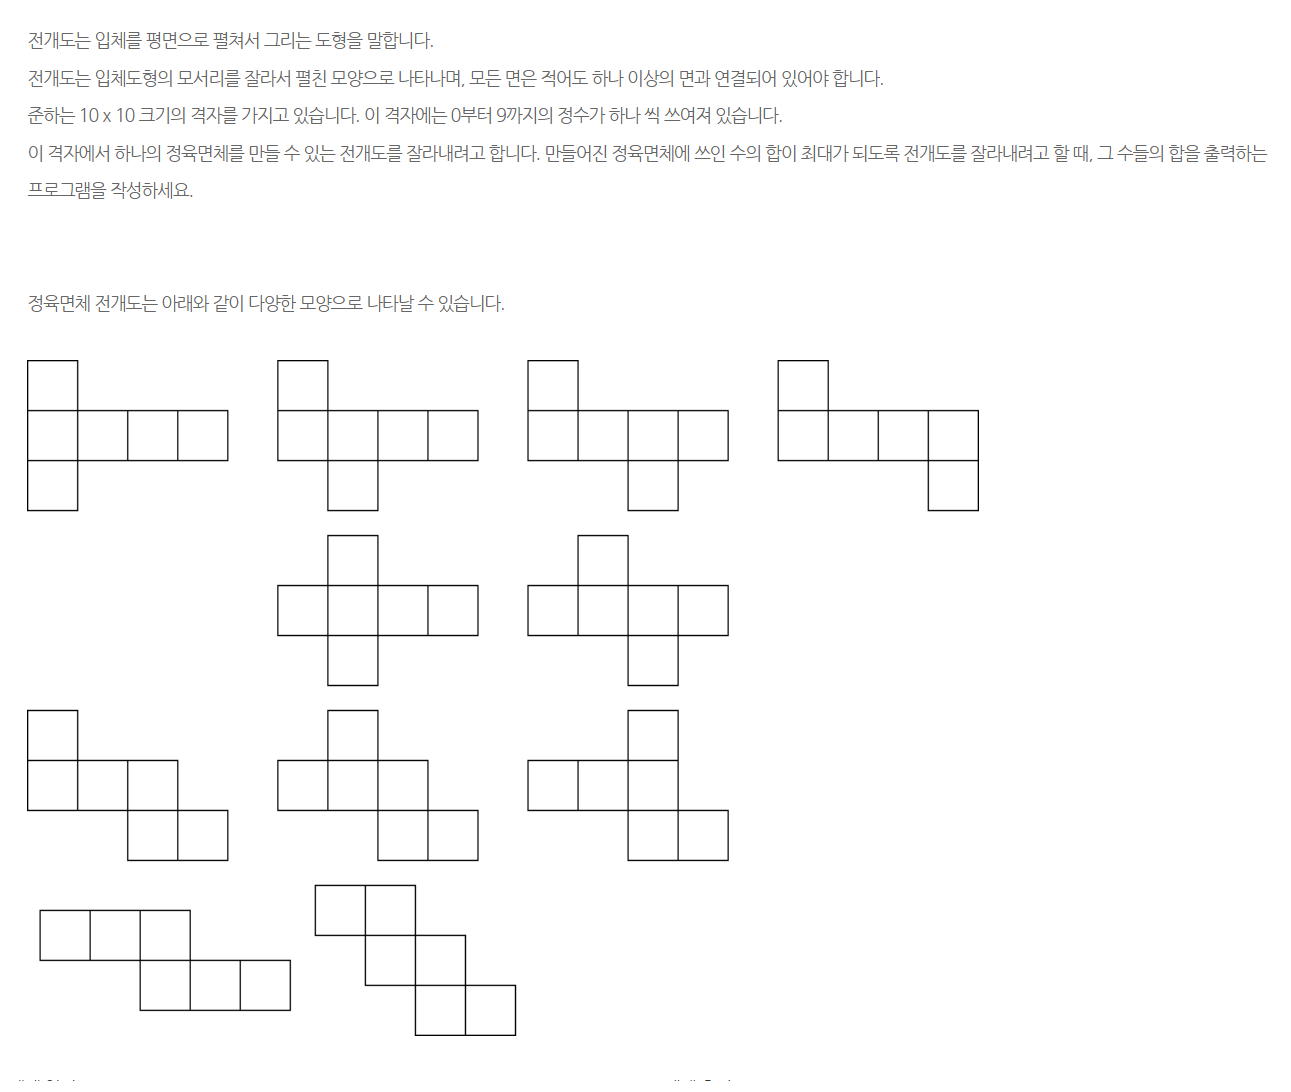 전개도는 입체를 평면으로 펼쳐서 그리는 도형을 말합니다.
전개도는 입체도형의 모서리를 잘라서 펼친 모양으로 나타나며, 모든 면은 적어도 하나 이상의 면과 연결되어 있어야 합니다.
준하는 10 x 10 크기의 격자를 가지고 있습니다. 이 격자에는 0부터 9까지의 정수가 하나 씩 쓰여져 있습니다.
이 격자에서 하나의 정육면체를 만들 수 있는 전개도를 잘라내려고 합니다. 만들어진 정육면체에 쓰인 수의 합이 최대가 되도록 전개도를 잘라내려고 할 때, 그 수들의 합을 출력하는
프로그램을 작성하세요.
정육면체 전개도는 아래와 같이 다양한 모양으로 나타날 수 있습니다.